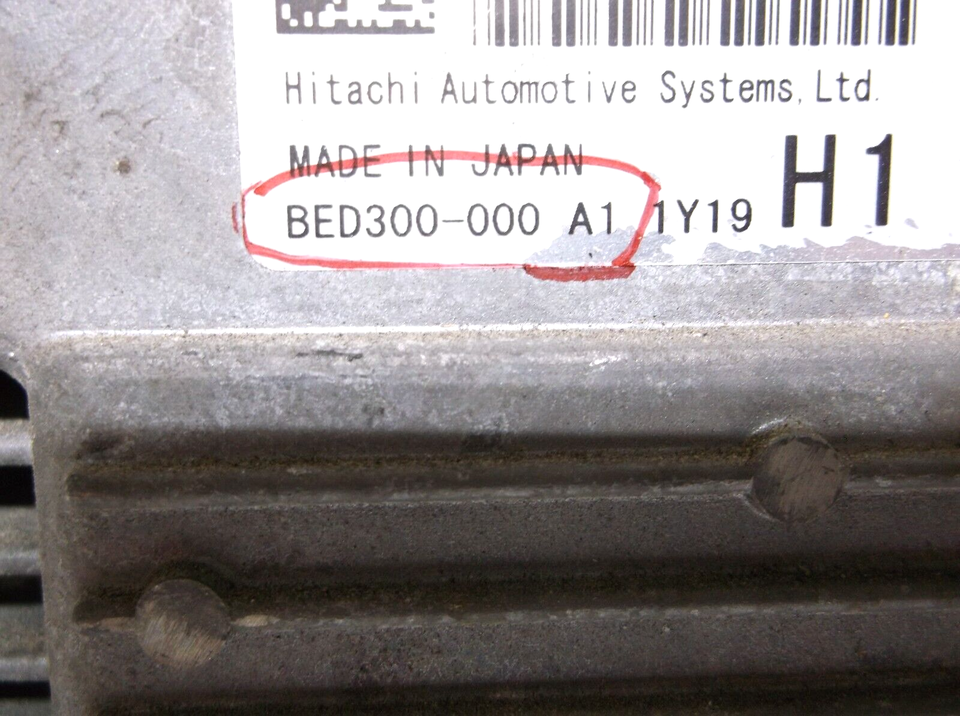 Hitachi Automotive Systems,Ltd.
MADE IN JAPAN
BED300-000 A1 1Y19 H1